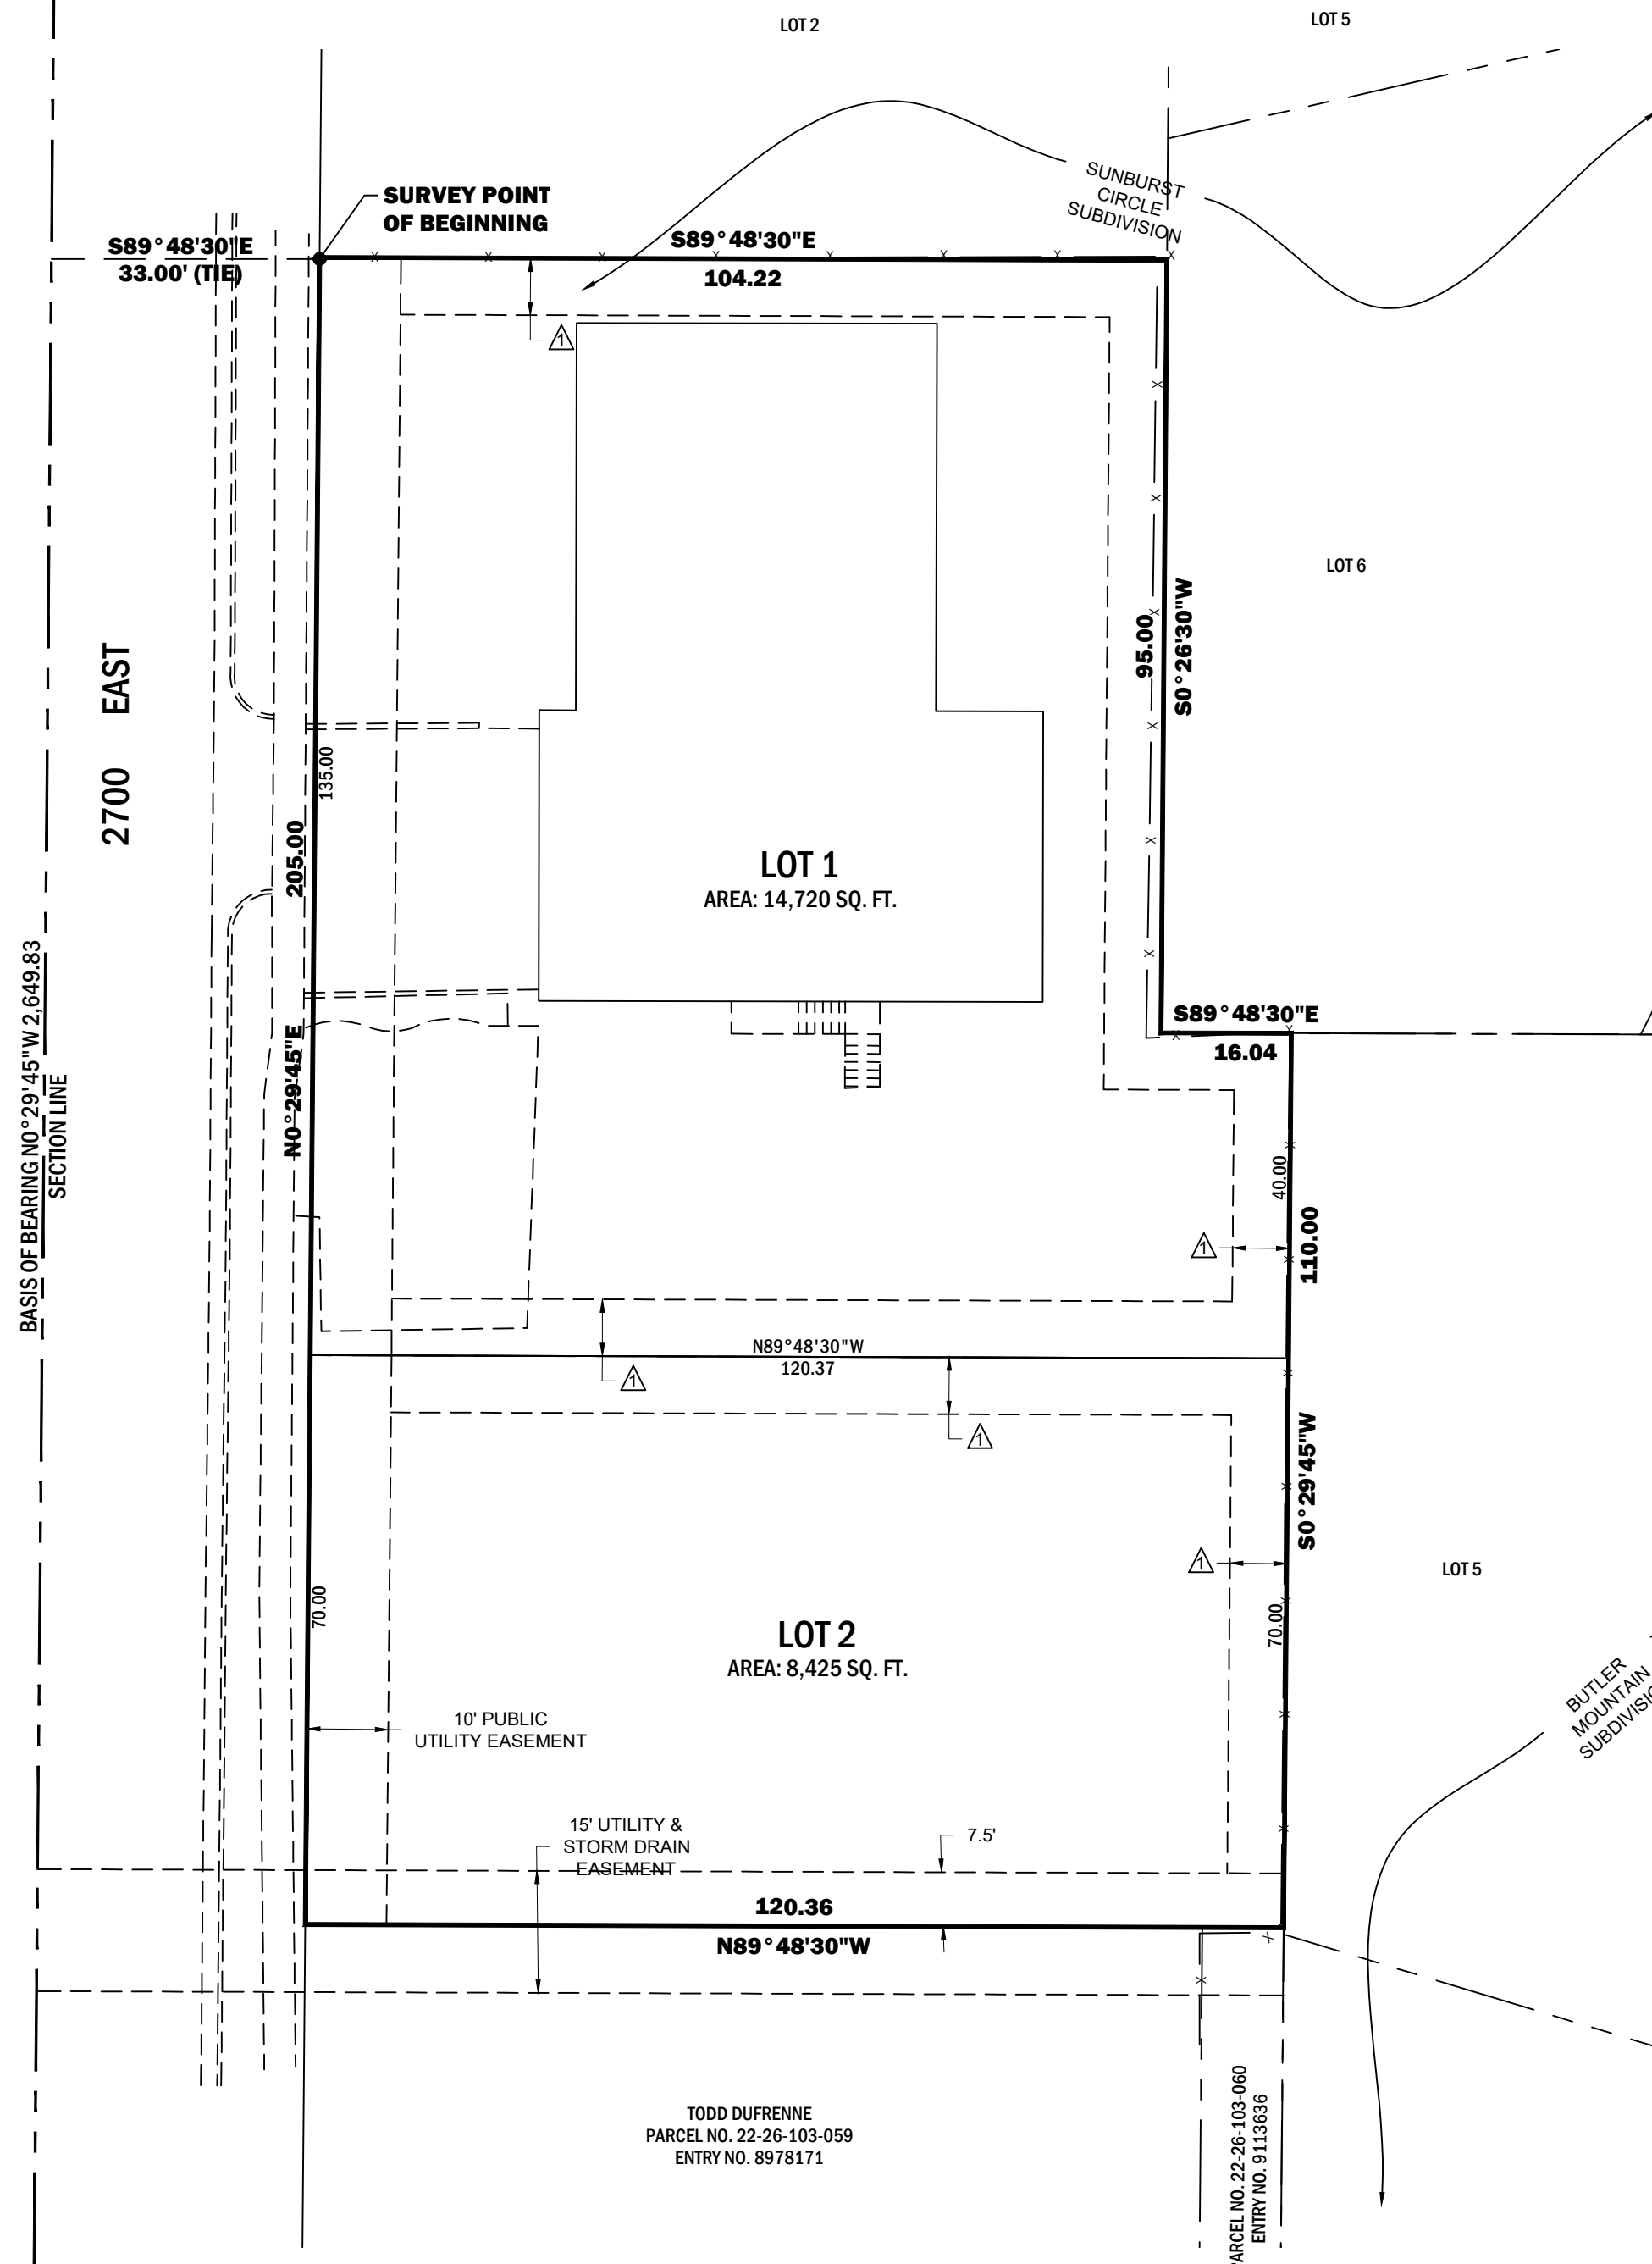 LOT 2
LOT 5
SUNBURST
CIRCLE
SUBDIVISION
SURVEY POINT
OF BEGINNING
S89°48'30"E
33.00' (TIE)
S89°48'30"E
104.22
1
LOT 6
95.00
S0°26'30"W
2700 EAST
135.00
205.00
N0°29'45"E
LOT 1
AREA: 14,720 SQ. FT.
BASIS OF BEARING N0°29'45"W 2,649.83
SECTION LINE
S89°48'30"E
16.04
40.00
110.00
1
N89°48'30"W
120.37
1
1
S0°29'45"W
1
LOT 5
70.00
70.00
LOT 2
AREA: 8,425 SQ. FT.
BUTLER
MOUNTAIN
10' PUBLIC
UTILITY EASEMENT
15' UTILITY &
STORM DRAIN
EASEMENT
7.5'
120.36
N89°48'30"W
TODD DUFRENNE
PARCEL NO. 22-26-103-059
ENTRY NO. 8978171
PARCEL NO. 22-26-103-060
ENTRY NO. 9113636